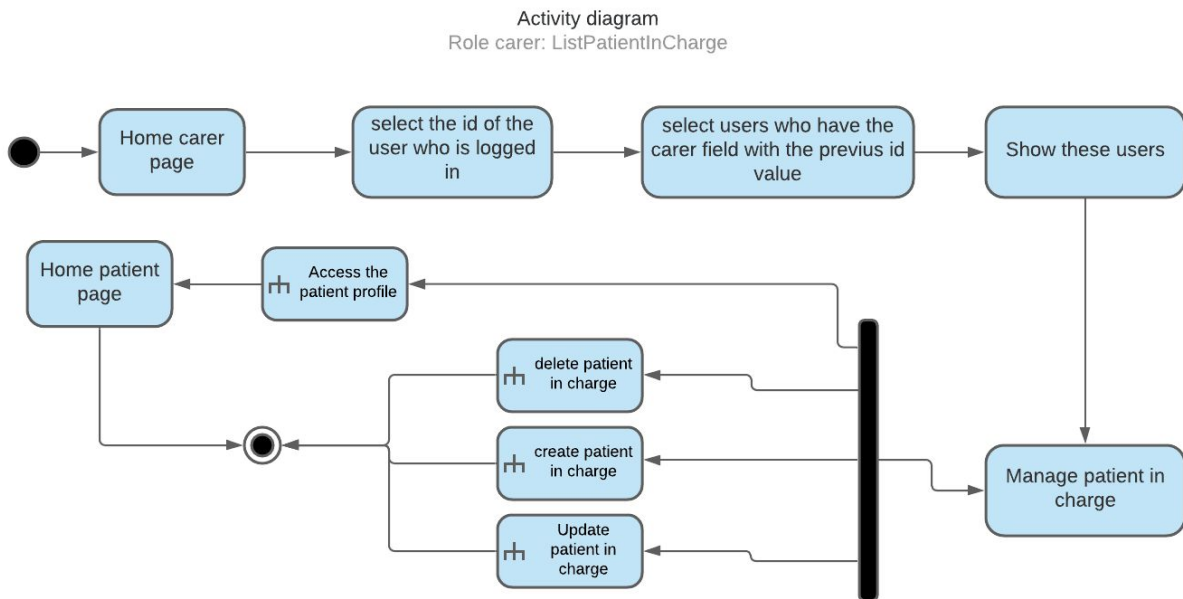 Activity diagram
Role carer: ListPatientInCharge
Home carer
page
select the id of the
user who is logged
in
select users who have the
carer field with the previus id
value
Show these users
Home patient
page
Access the
patient profile
delete patient
in charge
create patient
in charge
Update
patient in
charge
Manage patient in
charge